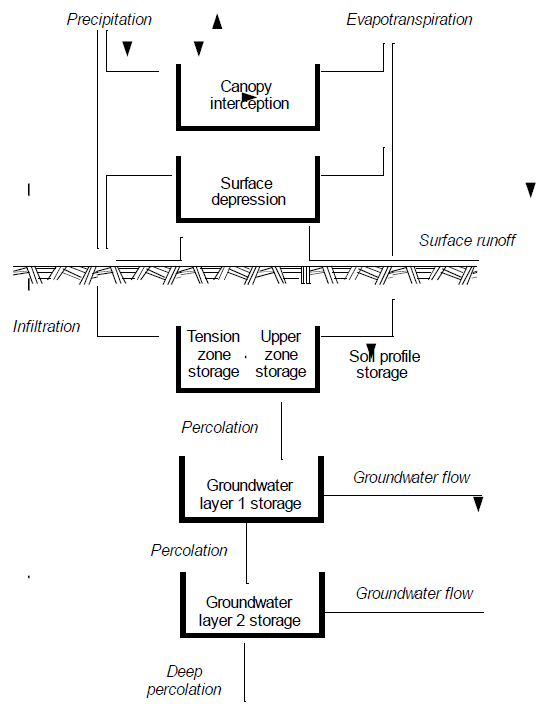 Precipitation
Evapotranspiration
Canopy
interception
Surface
depression
Surface runoff
Infiltration
Tension
zone
storage
Upper
zone
storage
Soil profile
storage
Percolation
Groundwater
layer 1 storage
Groundwater flow
Percolation
Groundwater
layer 2 storage
Groundwater flow
Deep
percolation